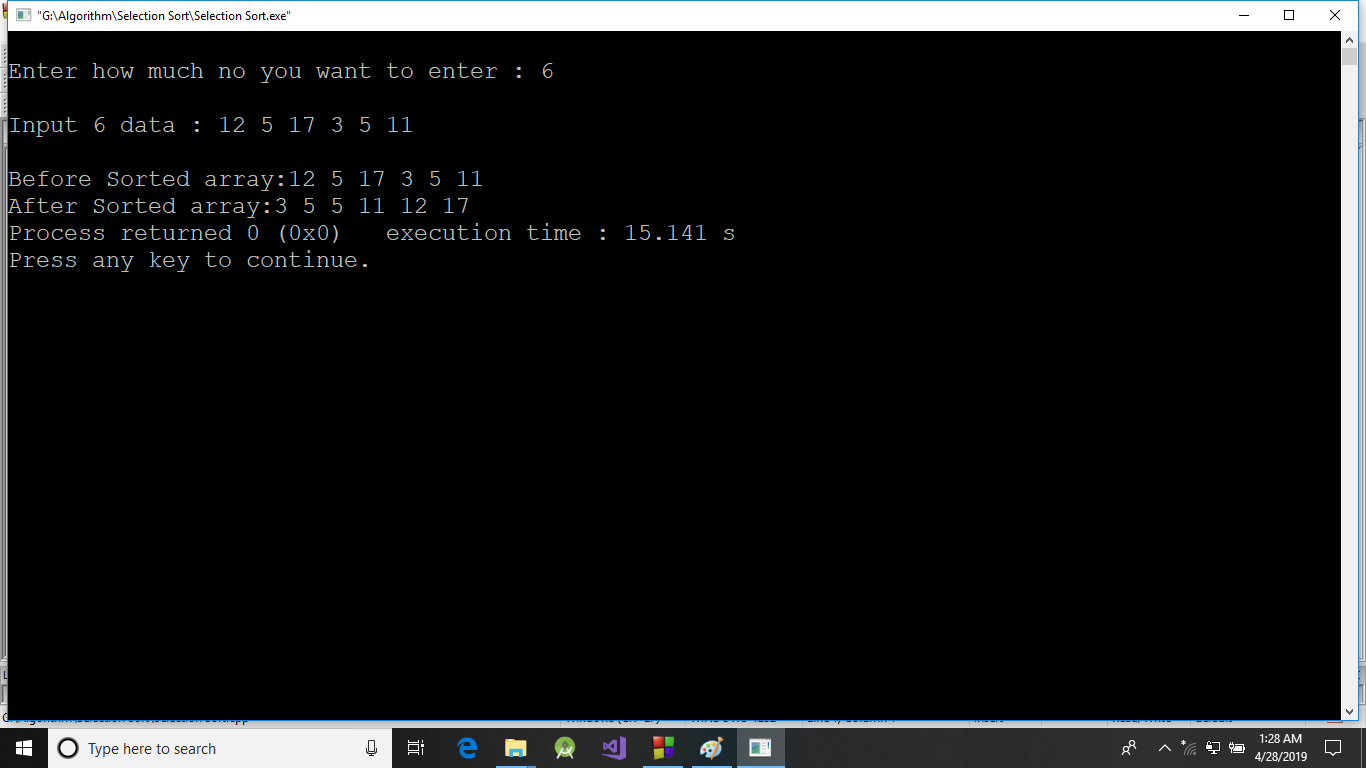 "G:\Algorithm\Selection Sort\Selection Sort.exe"
Enter how much no you want to enter : 6
Input 6 data : 12 5 17 3 5 11
Before Sorted array:12 5 17 3 5 11
After Sorted array:3 5 5 11 12 17
Process returned 0 (0x0)   execution time : 15.141 s
Press any key to continue.
Type here to search
1:28 AM
4/28/2019